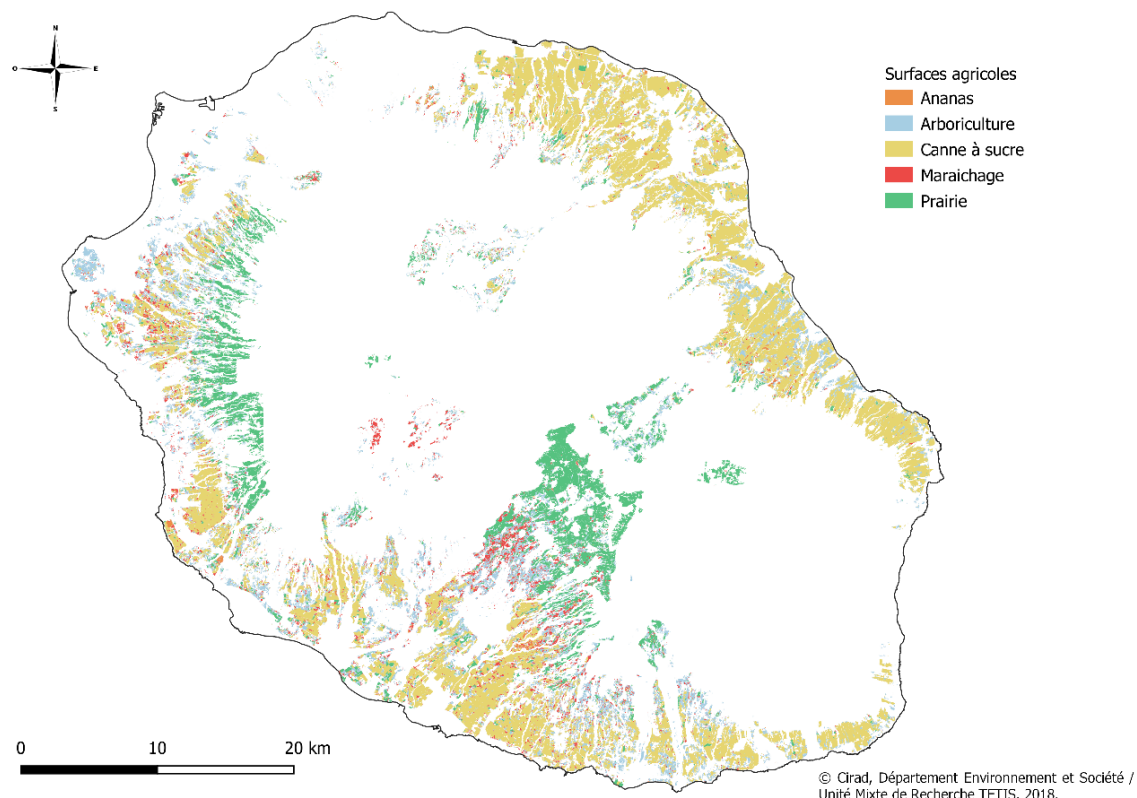 N
O
E
S
Surfaces agricoles
Ananas
Arboriculture
Canne à sucre
Maraichage
Prairie
0
10
20 km
© Cirad, Département Environnement et Société /
Unité Mixte de Recherche TETIS, 2018.